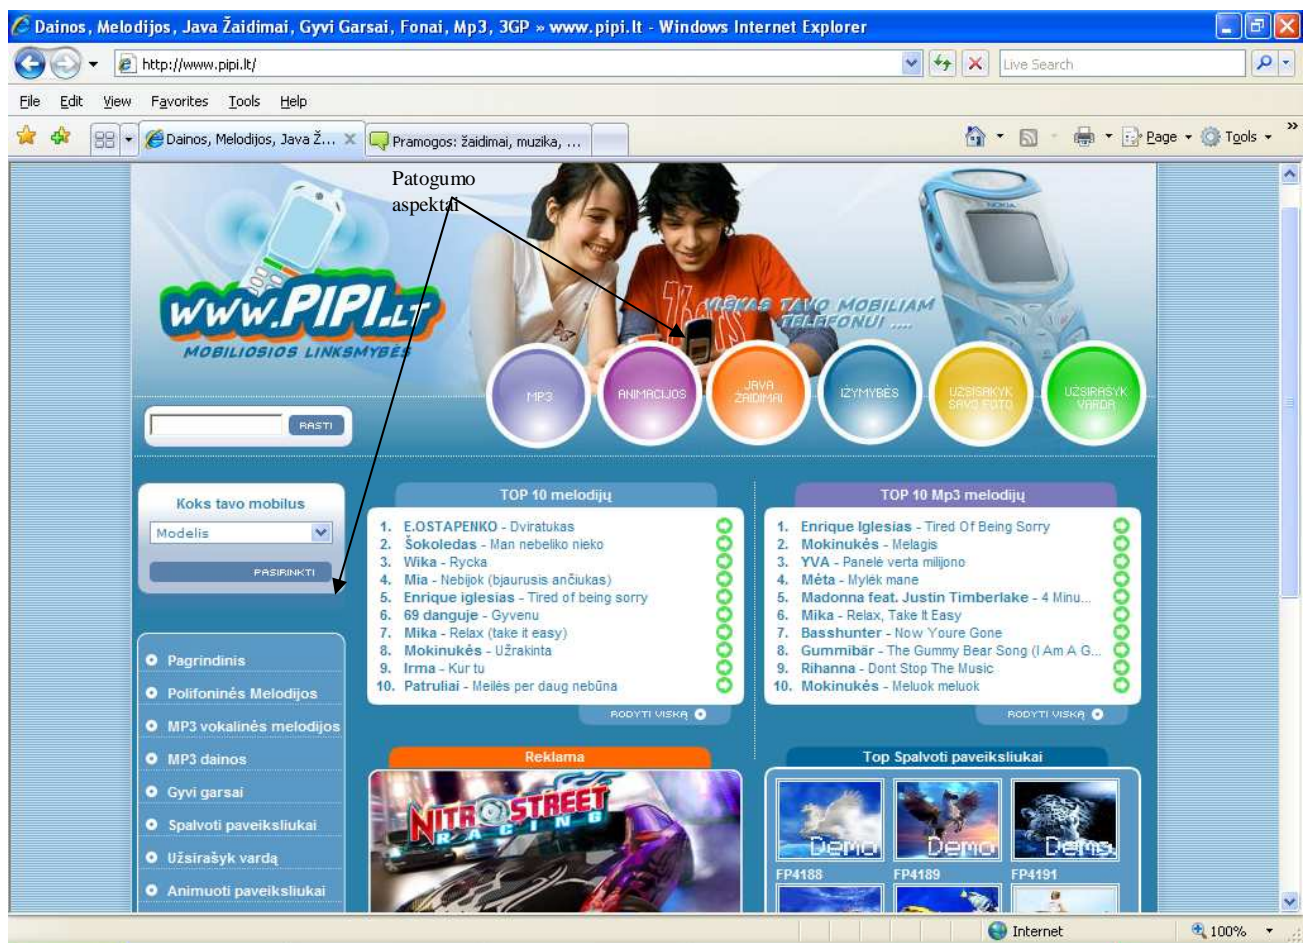 Dainos, Melodijos, Java Žaidimai, Gyvi Garsai, Fonai, Mp3, 3GP » www.pipi.lt - Windows Internet Explorer
http://www.pipi.lt/
Live Search
File Edit View Favorites Tools Help
Dainos, Melodijos, Java Ž...
Pramogos: žaidimai, muzika, ...
Page Tools
Patogumo
aspektai
NOKIA
www.PIPI.LT
MOBILIOSIOS LINKSMYBĖS
VISKAS TAVO MOBILIAM
TELEFONUI ....
MP3
ANIMACIJOS
JAVA
ŽAIDIMAI
IŽYMYBĖS
UŽSISAKYK
SAVO FOTO
UŽSIRAŠYK
VARDĄ
RASTI
Koks tavo mobilus
Modelis
PASIRINKTI
Pagrindinis
Polifoninės Melodijos
MP3 vokalinės melodijos
MP3 dainos
Gyvi garsai
Spalvoti paveiksliukai
Užsirašyk vardą
Animuoti paveiksliukai
TOP 10 melodijų
1. E.OSTAPENKO - Dviratukas
2. Šokoledas - Man nebeliko nieko
3. Wika - Rycka
4. Mia - Nebijok (bjaurusis ančiukas)
5. Enrique iglesias - Tired of being sorry
6. 69 danguje - Gyvenu
7. Mika - Relax (take it easy)
8. Mokinukės - Užrakinta
9. Irma - Kur tu
10. Patruliai - Meilės per daug nebūna
RODYTI VISKĄ
TOP 10 Mp3 melodijų
1. Enrique Iglesias - Tired Of Being Sorry
2. Mokinukės - Melagis
3. YVA - Panelė verta milijono
4. Mėta - Mylėk mane
5. Madonna feat. Justin Timberlake - 4 Minu...
6. Mika - Relax, Take It Easy
7. Basshunter - Now Youre Gone
8. Gummibär - The Gummy Bear Song (I Am A G...
9. Rihanna - Dont Stop The Music
10. Mokinukės - Meluok meluok
RODYTI VISKĄ
Reklama
NITRO STREET
RACING
Top Spalvoti paveiksliukai
Demo Demo Demo
FP4188 FP4189 FP4191
Internet
100%